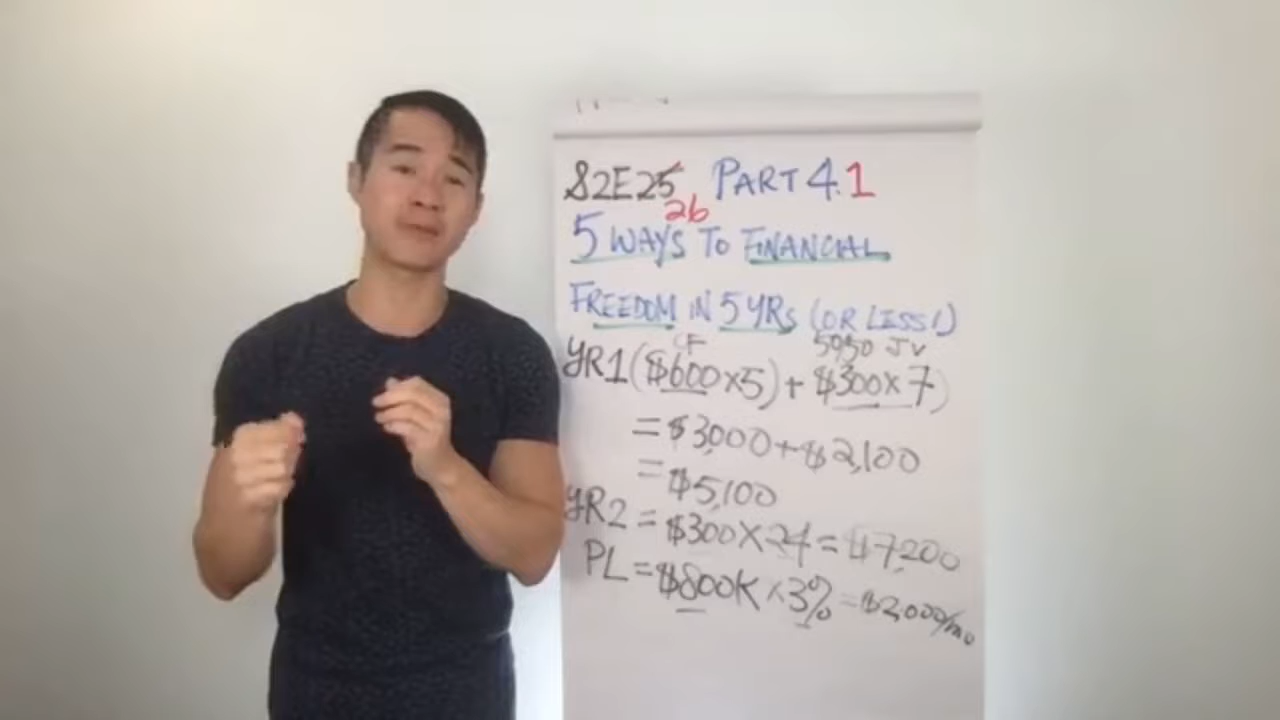 S2E25 PART 4.1
26
5 WAYS TO FINANCIAL
FREEDOM IN 5 YRS (OR LESS!)
CF 50/50 JV
YR1 ($600x5) + $300x7)
= $3,000 + $2,100
= $5,100
YR2 = $300 X 24 = $7,200
PL = $800K x 3% = $2,000/mo